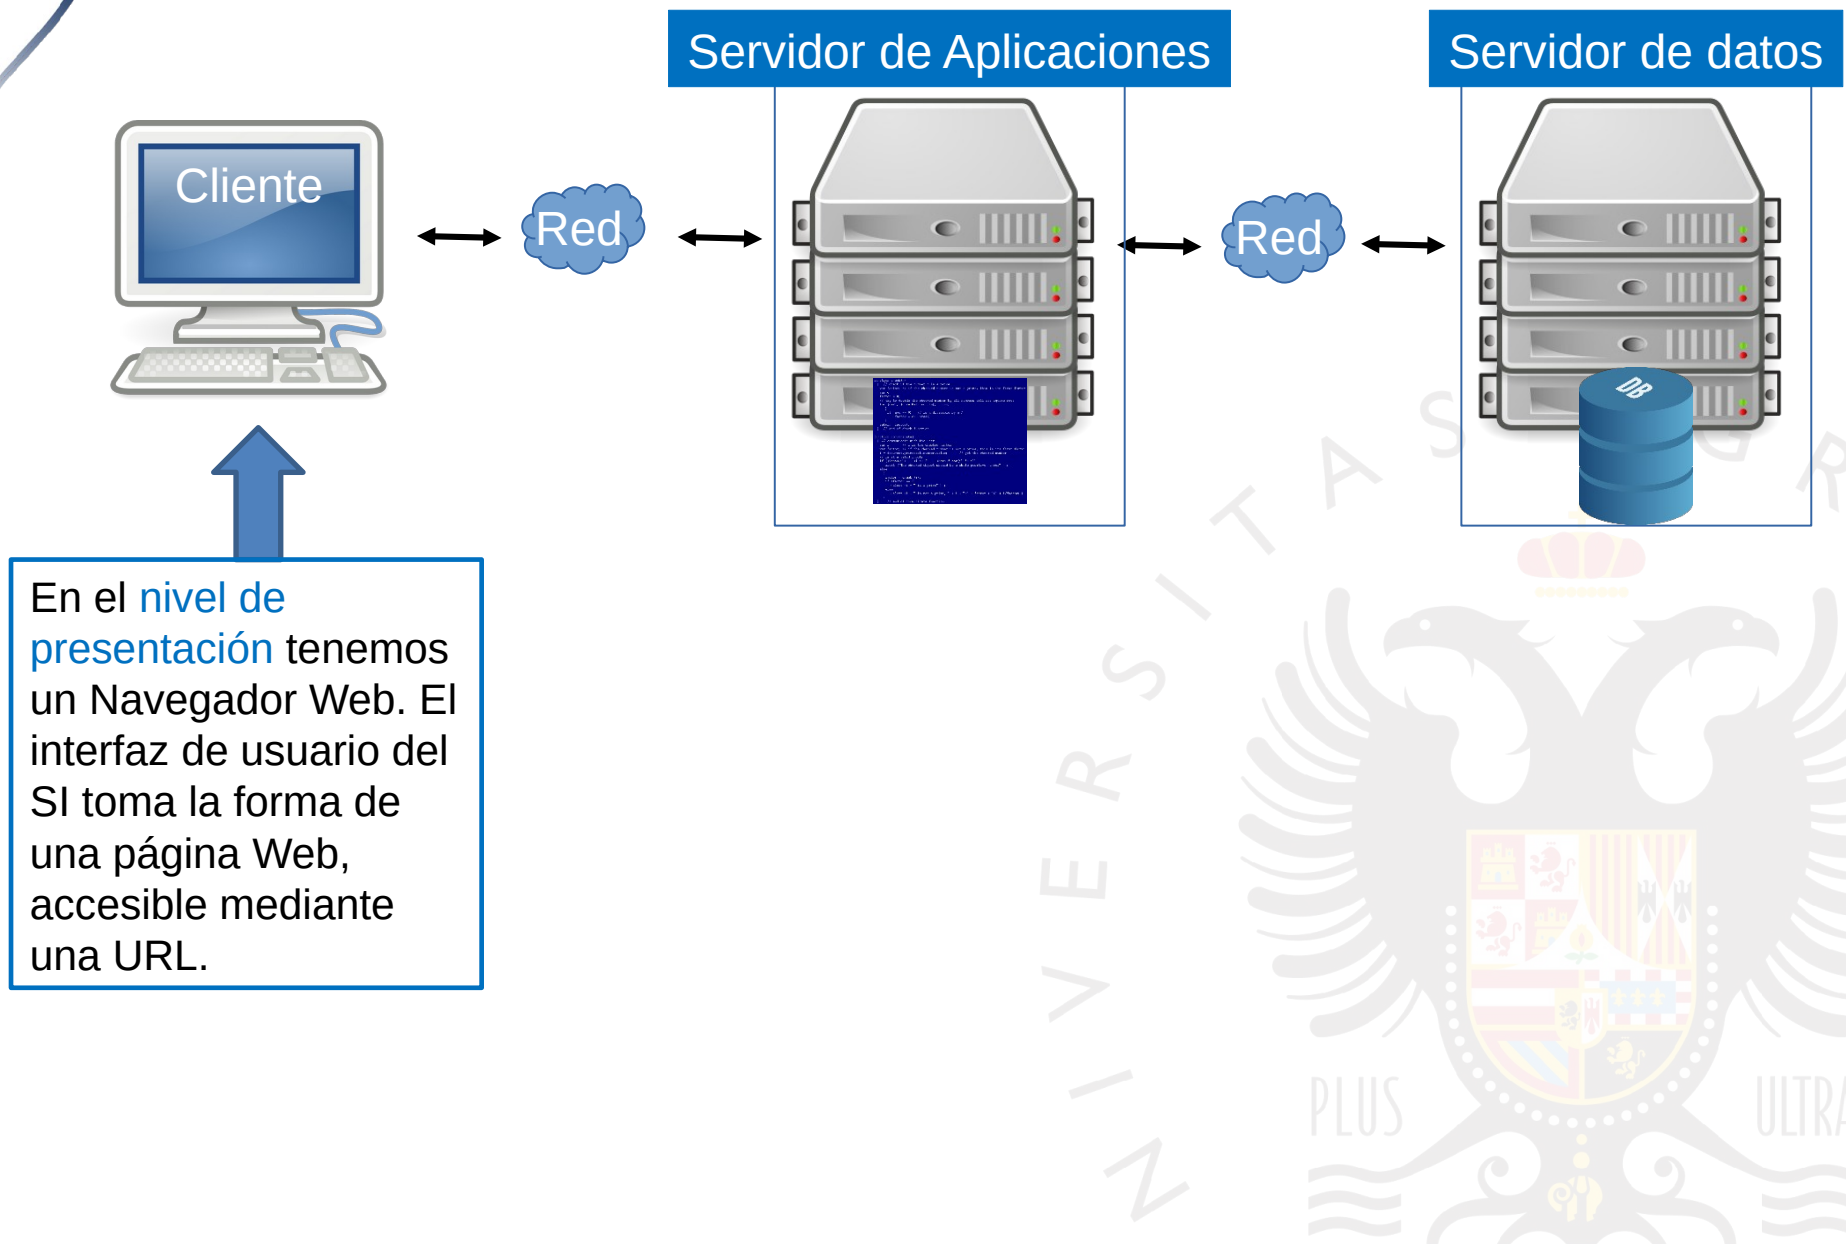 Servidor de Aplicaciones
Servidor de datos
Cliente
Red
Red
DB
En el nivel de
presentación tenemos
un Navegador Web. El
interfaz de usuario del
SI toma la forma de
una página Web,
accesible mediante
una URL.
NIVERSITAS GR
PLUS
ULTRA